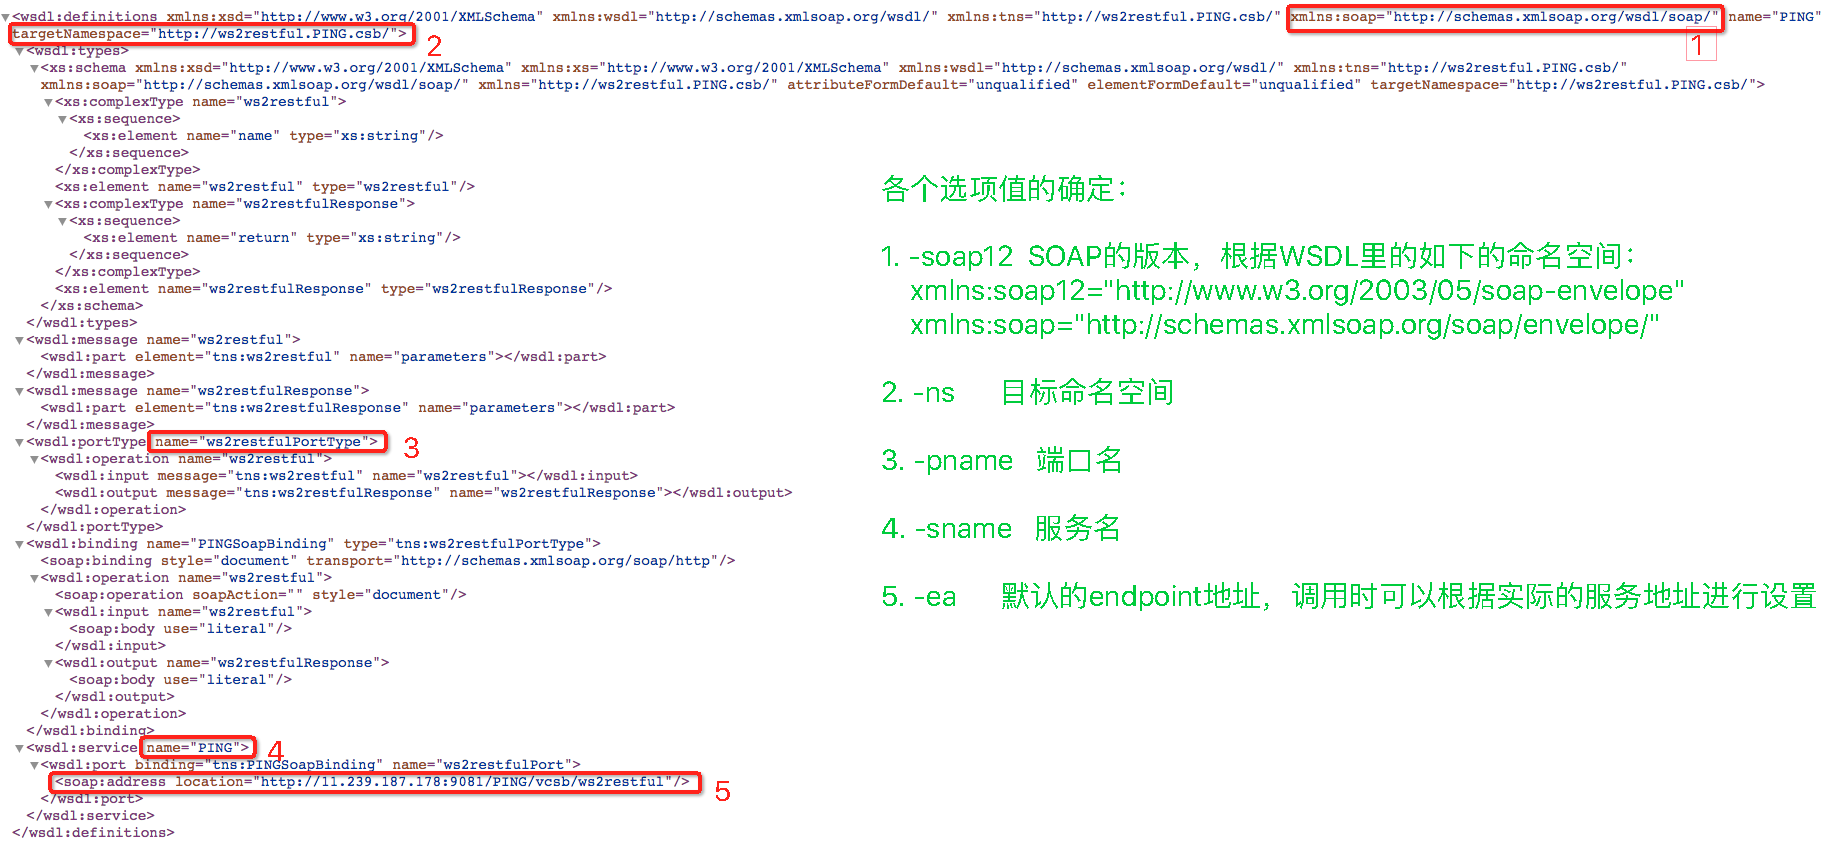 ▼<wsdl:definitions xmlns:xsd="http://www.w3.org/2001/XMLSchema" xmlns:wsdl="http://schemas.xmlsoap.org/wsdl/" xmlns:tns="http://ws2restful.PING.csb/" xmlns:soap="http://schemas.xmlsoap.org/wsdl/soap/" name="PING"
targetNamespace="http://ws2restful.PING.csb/">
1
2
▼<wsdl:types>
▼<xs:schema xmlns:xsd="http://www.w3.org/2001/XMLSchema" xmlns:xs="http://www.w3.org/2001/XMLSchema" xmlns:wsdl="http://schemas.xmlsoap.org/wsdl/" xmlns:tns="http://ws2restful.PING.csb/"
xmlns:soap="http://schemas.xmlsoap.org/wsdl/soap/" xmlns="http://ws2restful.PING.csb/" attributeFormDefault="unqualified" elementFormDefault="unqualified" targetNamespace="http://ws2restful.PING.csb/">
▼<xs:complexType name="ws2restful">
▼<xs:sequence>
<xs:element name="name" type="xs:string"/>
</xs:sequence>
</xs:complexType>
<xs:element name="ws2restful" type="ws2restful"/>
▼<xs:complexType name="ws2restfulResponse">
▼<xs:sequence>
<xs:element name="return" type="xs:string"/>
</xs:sequence>
</xs:complexType>
<xs:element name="ws2restfulResponse" type="ws2restfulResponse"/>
</xs:schema>
</wsdl:types>
▼<wsdl:message name="ws2restful">
<wsdl:part element="tns:ws2restful" name="parameters"></wsdl:part>
</wsdl:message>
▼<wsdl:message name="ws2restfulResponse">
<wsdl:part element="tns:ws2restfulResponse" name="parameters"></wsdl:part>
</wsdl:message>
▼<wsdl:portType name="ws2restfulPortType"> 3
▼<wsdl:operation name="ws2restful">
<wsdl:input message="tns:ws2restful" name="ws2restful"></wsdl:input>
<wsdl:output message="tns:ws2restfulResponse" name="ws2restfulResponse"></wsdl:output>
</wsdl:operation>
</wsdl:portType>
▼<wsdl:binding name="PINGSoapBinding" type="tns:ws2restfulPortType">
<soap:binding style="document" transport="http://schemas.xmlsoap.org/soap/http"/>
▼<wsdl:operation name="ws2restful">
<soap:operation soapAction="" style="document"/>
▼<wsdl:input name="ws2restful">
<soap:body use="literal"/>
</wsdl:input>
▼<wsdl:output name="ws2restfulResponse">
<soap:body use="literal"/>
</wsdl:output>
</wsdl:operation>
</wsdl:binding>
▼<wsdl:service name="PING"> 4
▼<wsdl:port binding="tns:PINGSoapBinding" name="ws2restfulPort">
<soap:address location="http://11.239.187.178:9081/PING/vcsb/ws2restful"/> 5
</wsdl:port>
</wsdl:service>
</wsdl:definitions>
各个选项值的确定：
1. -soap12 SOAP的版本，根据WSDL里的如下的命名空间：
xmlns:soap12="http://www.w3.org/2003/05/soap-envelope"
xmlns:soap="http://schemas.xmlsoap.org/soap/envelope/"
2. -ns 目标命名空间
3. -pname 端口名
4. -sname 服务名
5. -ea 默认的endpoint地址，调用时可以根据实际的服务地址进行设置